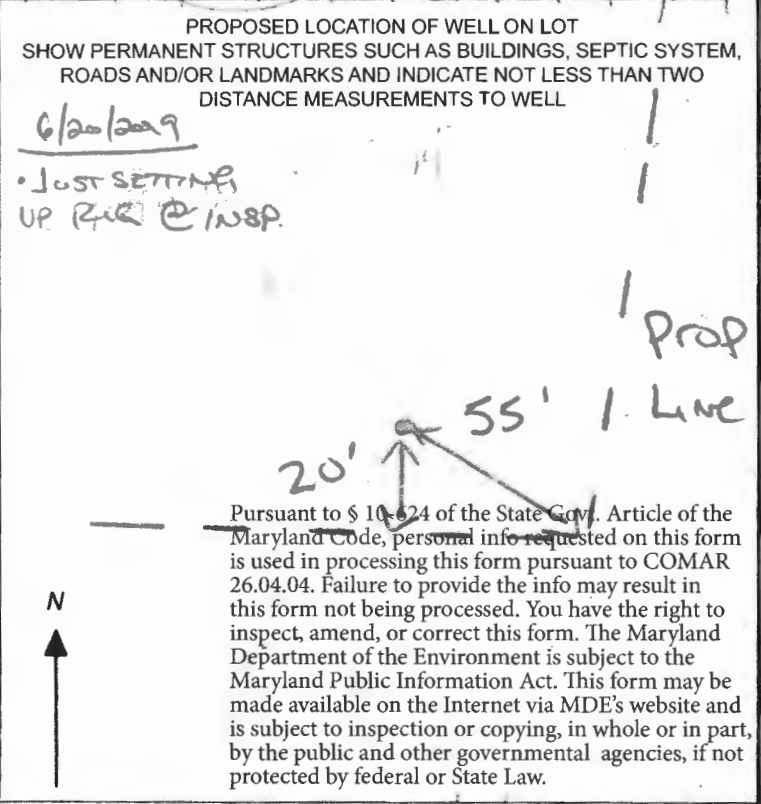 PROPOSED LOCATION OF WELL ON LOT
SHOW PERMANENT STRUCTURES SUCH AS BUILDINGS, SEPTIC SYSTEM,
ROADS AND/OR LANDMARKS AND INDICATE NOT LESS THAN TWO
DISTANCE MEASUREMENTS TO WELL
6/20/2019
• JUST SETTING
UP RIG @ INSP.
Prop
Line
55'
20'
Pursuant to § 10-624 of the State Govt. Article of the
Maryland Code, personal info requested on this form
is used in processing this form pursuant to COMAR
26.04.04. Failure to provide the info may result in
this form not being processed. You have the right to
inspect, amend, or correct this form. The Maryland
Department of the Environment is subject to the
Maryland Public Information Act. This form may be
made available on the Internet via MDE's website and
is subject to inspection or copying, in whole or in part,
by the public and other governmental agencies, if not
protected by federal or State Law.
N